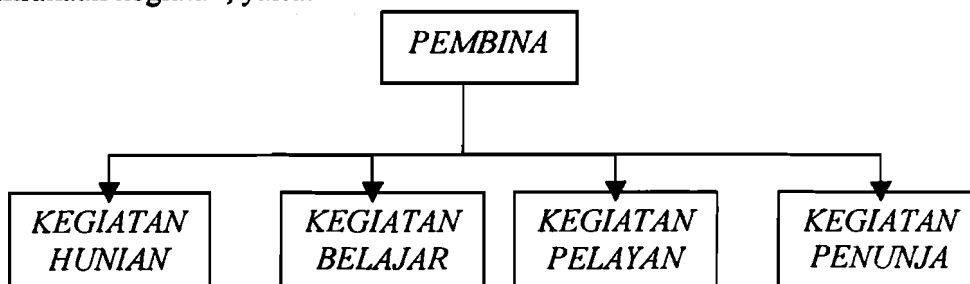 PEMBINA
KEGIATAN
HUNIAN
KEGIATAN
BELAJAR
KEGIATAN
PELAYAN
KEGIATAN
PENUNJA